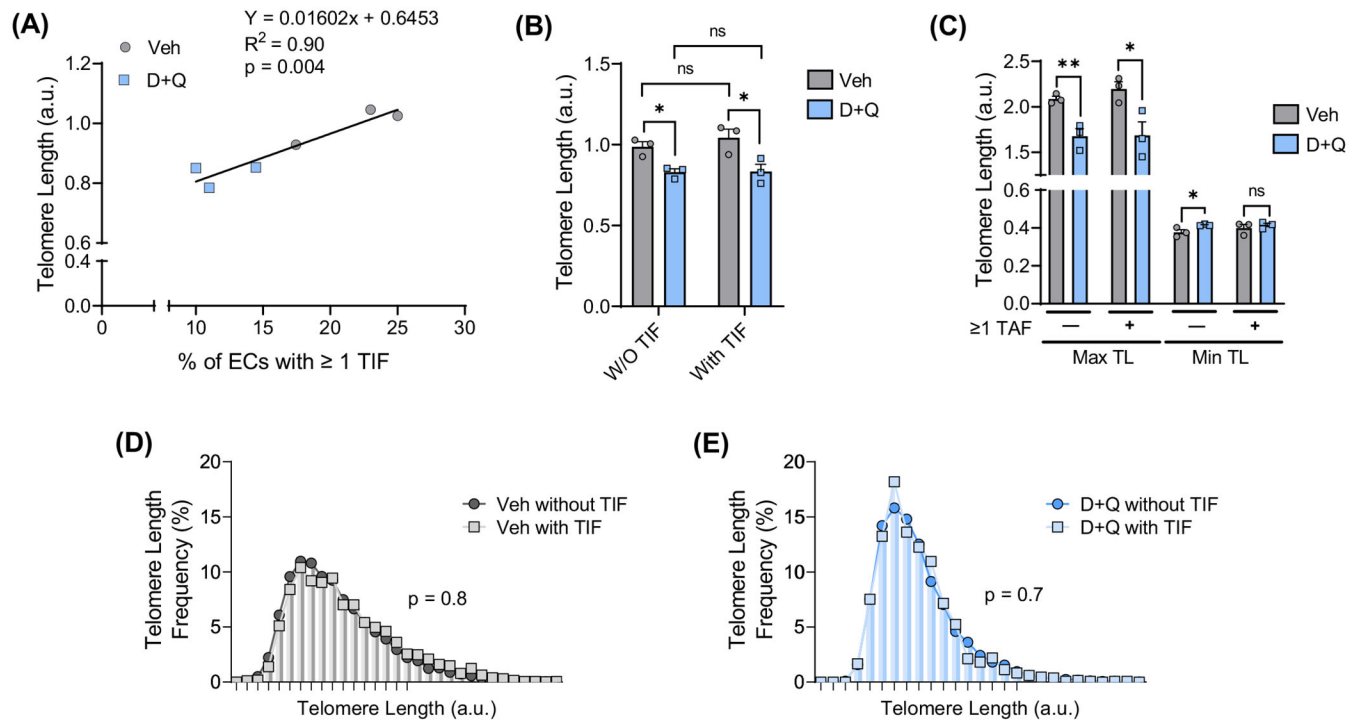 (A)
Y = 0.01602x + 0.6453
R² = 0.90
p = 0.004
Veh
D+Q
Telomere Length (a.u.)
1.2
1.0
0.8
0.6
0.4
0.0
0
10
15
20
25
30
% of ECs with ≥ 1 TIF
(B)
ns
ns
*
*
Veh
D+Q
Telomere Length (a.u.)
1.5
1.0
0.5
0.0
W/O TIF
With TIF
(C)
**
*
*
ns
Veh
D+Q
Telomere Length (a.u.)
2.5
2.0
1.5
0.6
0.4
0.2
0.0
≥1 TAF
—
+
—
+
Max TL
Min TL
(D)
Telomere Length
Frequency (%)
20
15
10
5
0
Veh without TIF
Veh with TIF
p = 0.8
Telomere Length (a.u.)
(E)
Telomere Length
Frequency (%)
20
15
10
5
0
D+Q without TIF
D+Q with TIF
p = 0.7
Telomere Length (a.u.)